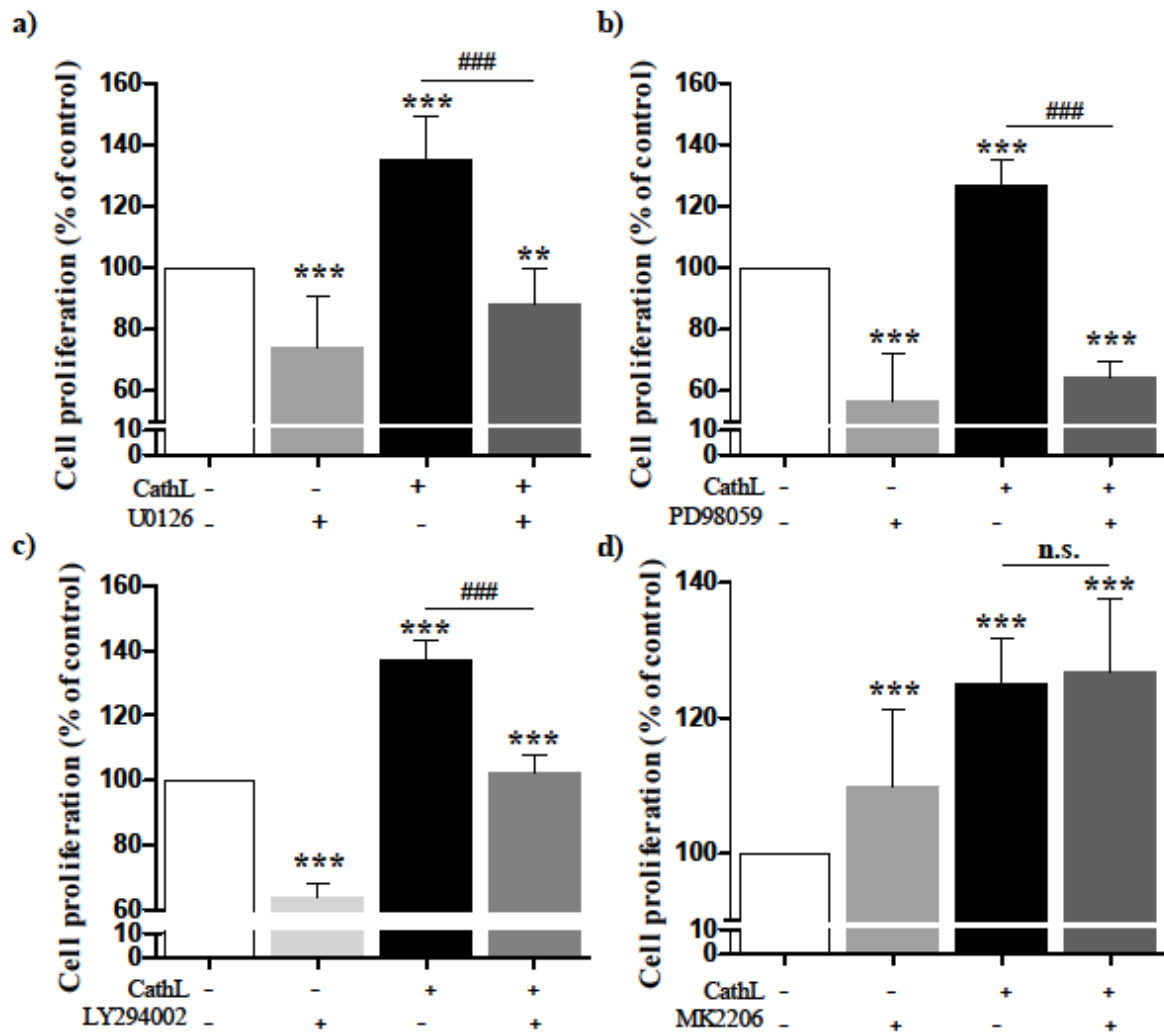 a)
Cell proliferation (% of control)
160
140
120
100
80
60
10
0
###
***
***
**
CathL - - + +
U0126 - + - +
b)
Cell proliferation (% of control)
160
140
120
100
80
60
10
0
###
***
***
***
CathL - - + +
PD98059 - + - +
c)
Cell proliferation (% of control)
160
140
120
100
80
60
10
0
###
***
***
***
CathL - - + +
LY294002 - + - +
d)
Cell proliferation (% of control)
140
120
100
10
0
n.s.
***
***
***
CathL - - + +
MK2206 - + - +